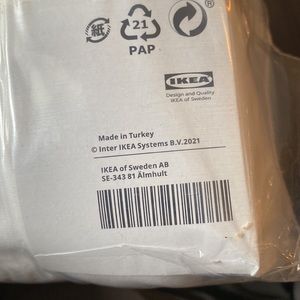 紙
21
PAP
IKEA
Design and Quality
IKEA of Sweden
Made in Turkey
© Inter IKEA Systems B.V.2021
IKEA of Sweden AB
SE-343 81 Älmhult